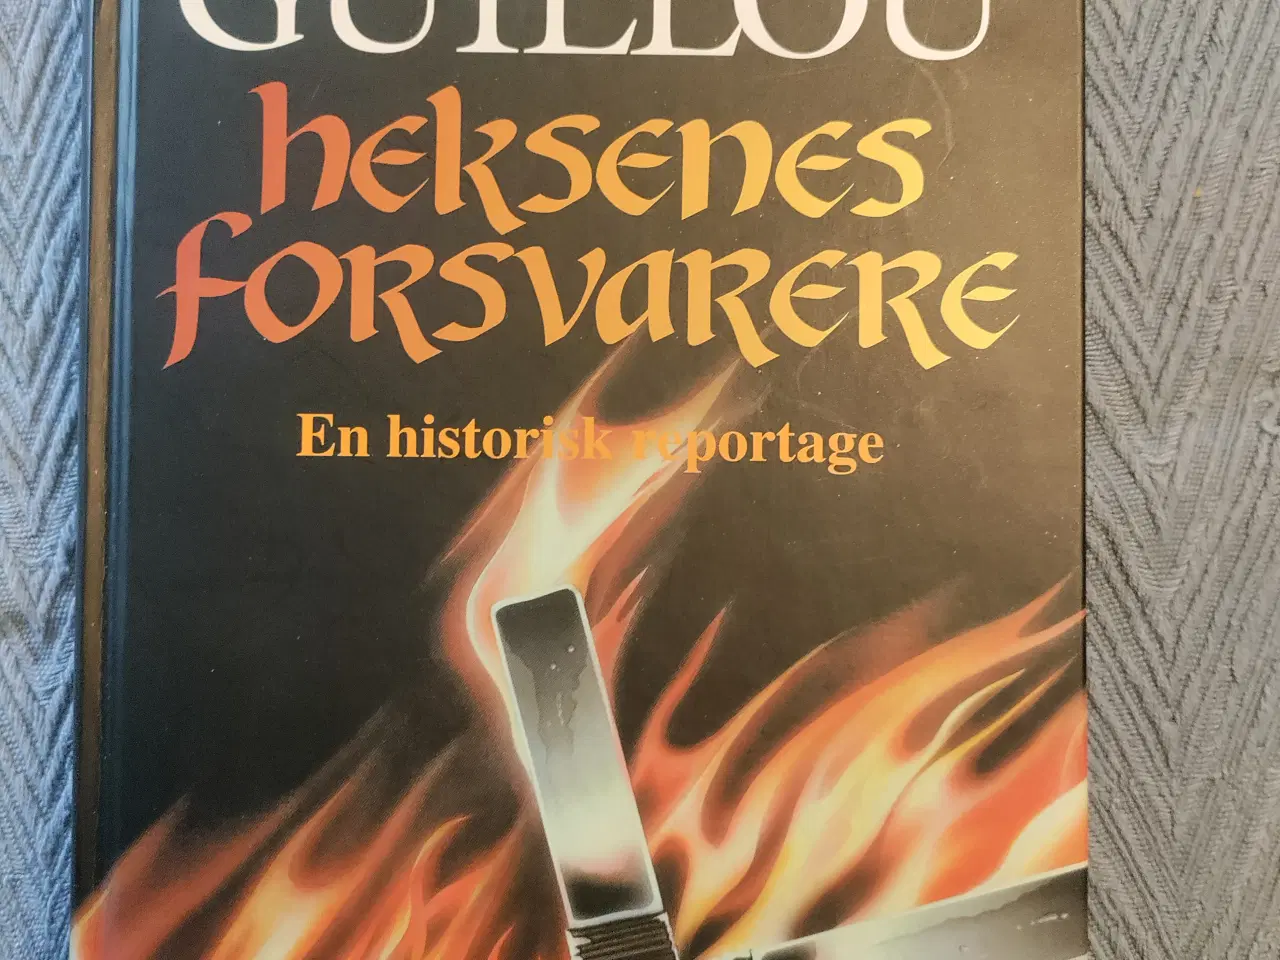 GUILLOU
heksenes
forsvarere
En historisk reportage